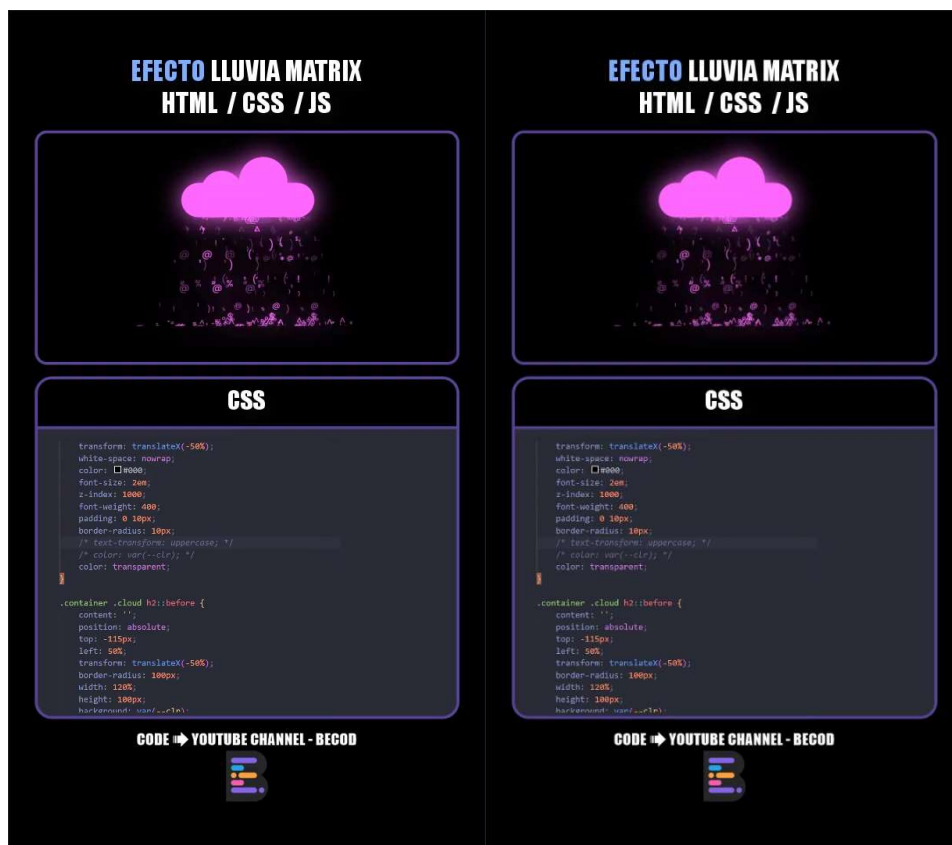 EFECTO LLUVIA MATRIX
HTML / CSS / JS
CSS
transform: translateX(-50%);
white-space: nowrap;
color: #000;
font-size: 2em;
z-index: 1000;
font-weight: 400;
padding: 0 10px;
border-radius: 10px;
/* text-transform: uppercase; */
/* color: var(--clr); */
color: transparent;
}
.container .cloud h2::before {
content: '';
position: absolute;
top: -115px;
left: 50%;
transform: translateX(-50%);
border-radius: 100px;
width: 120%;
height: 100px;
background: var(--clr);
CODE ➠ YOUTUBE CHANNEL - BECOD
EFECTO LLUVIA MATRIX
HTML / CSS / JS
CSS
transform: translateX(-50%);
white-space: nowrap;
color: #000;
font-size: 2em;
z-index: 1000;
font-weight: 400;
padding: 0 10px;
border-radius: 10px;
/* text-transform: uppercase; */
/* color: var(--clr); */
color: transparent;
}
.container .cloud h2::before {
content: '';
position: absolute;
top: -115px;
left: 50%;
transform: translateX(-50%);
border-radius: 100px;
width: 120%;
height: 100px;
background: var(--clr);
CODE ➠ YOUTUBE CHANNEL - BECOD